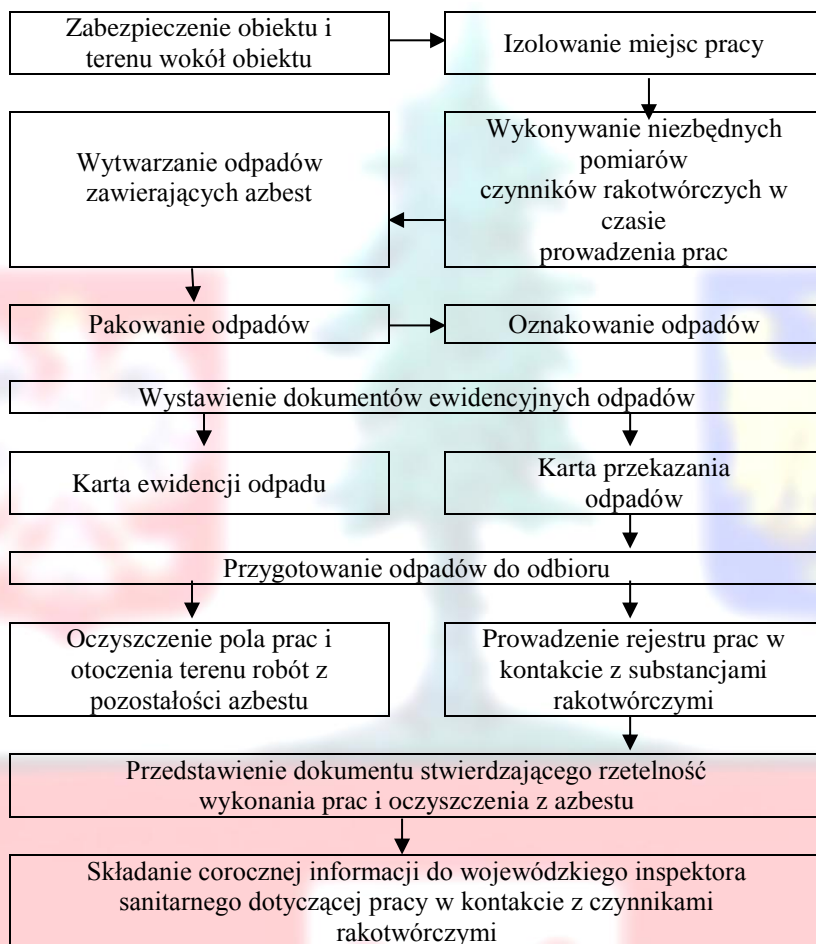 Zabezpieczenie obiektu i
terenu wokół obiektu
Izolowanie miejsc pracy
Wykonywanie niezbędnych
pomiarów
czynników rakotwórczych w
czasie
prowadzenia prac
Wytwarzanie odpadów
zawierających azbest
Pakowanie odpadów
Oznakowanie odpadów
Wystawienie dokumentów ewidencyjnych odpadów
Karta ewidencji odpadu
Karta przekazania
odpadów
Przygotowanie odpadów do odbioru
Oczyszczenie pola prac i
otoczenia terenu robót z
pozostałości azbestu
Prowadzenie rejestru prac w
kontakcie z substancjami
rakotwórczymi
Przedstawienie dokumentu stwierdzającego rzetelność
wykonania prac i oczyszczenia z azbestu
Składanie corocznej informacji do wojewódzkiego inspektora
sanitarnego dotyczącej pracy w kontakcie z czynnikami
rakotwórczymi